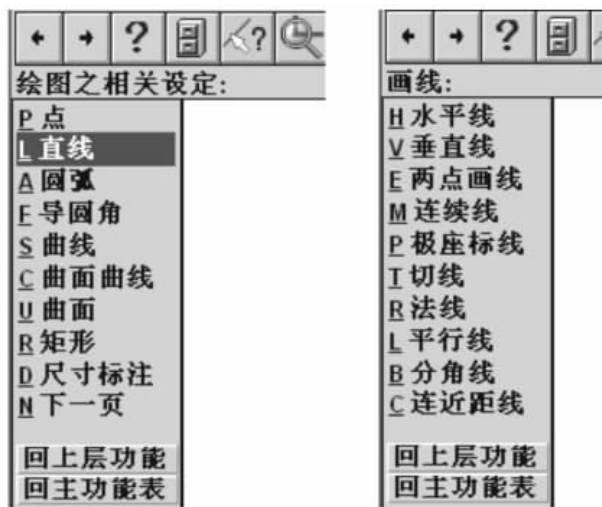 ?
?
绘图之相关设定:
P 点
L 直线
A 圆弧
F 导圆角
S 曲线
C 曲面曲线
U 曲面
R 矩形
D 尺寸标注
N 下一页
回上层功能
回主功能表
?
画线:
H 水平线
V 垂直线
E 两点画线
M 连续线
P 极座标线
T 切线
R 法线
L 平行线
B 分角线
C 连近距线
回上层功能
回主功能表